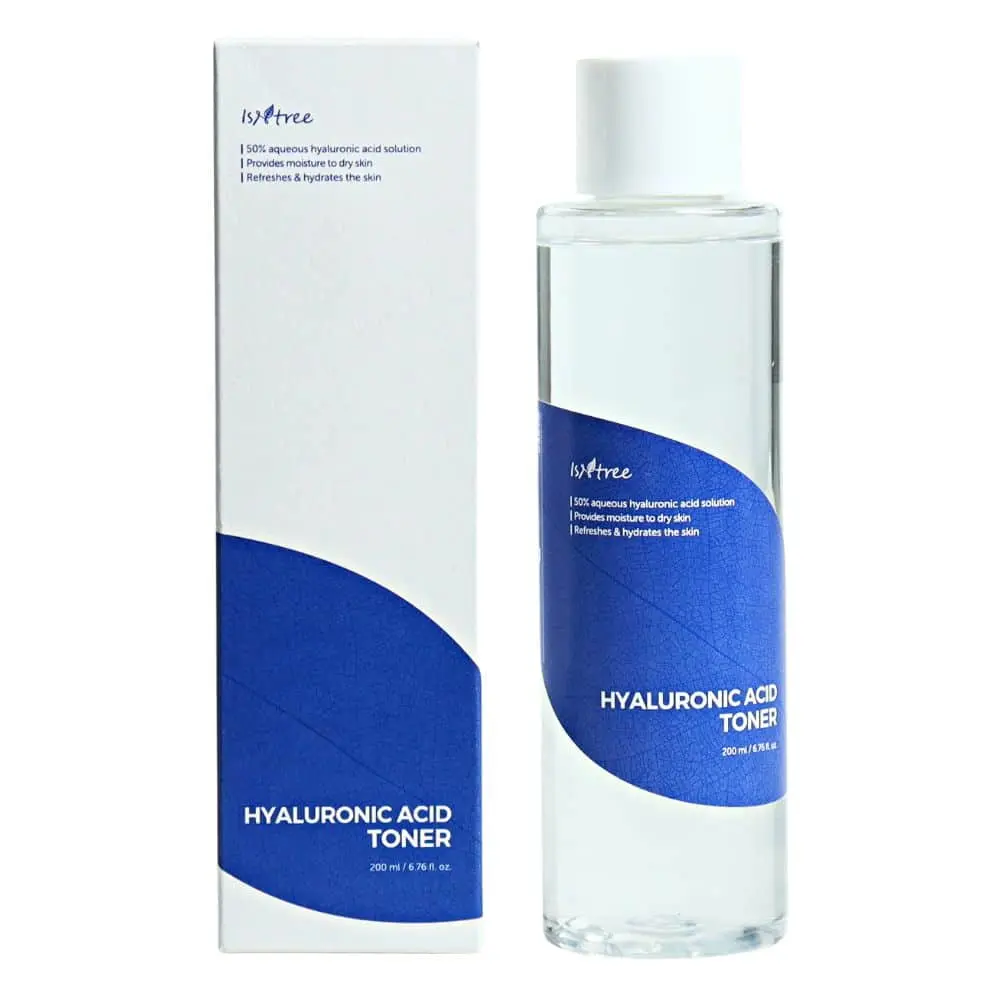 Isntree
| 50% aqueous hyaluronic acid solution
| Provides moisture to dry skin
| Refreshes & hydrates the skin
HYALURONIC ACID
TONER
200 ml / 6.76 fl. oz.
Isntree
| 50% aqueous hyaluronic acid solution
| Provides moisture to dry skin
| Refreshes & hydrates the skin
HYALURONIC ACID
TONER
200 ml / 6.76 fl. oz.